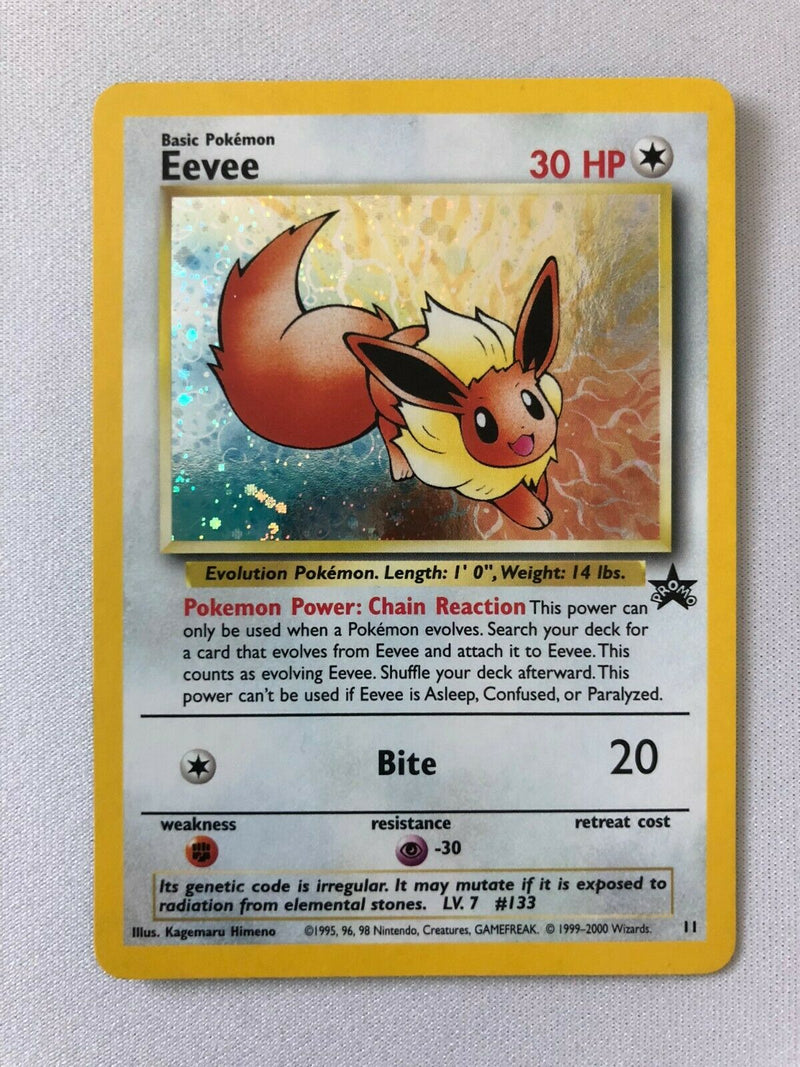 Basic Pokémon
Eevee
30 HP
Evolution Pokémon. Length: 1' 0", Weight: 14 lbs.
PROMO
Pokemon Power: Chain Reaction This power can
only be used when a Pokémon evolves. Search your deck for
a card that evolves from Eevee and attach it to Eevee. This
counts as evolving Eevee. Shuffle your deck afterward. This
power can't be used if Eevee is Asleep, Confused, or Paralyzed.
Bite 20
weakness resistance retreat cost
-30
Its genetic code is irregular. It may mutate if it is exposed to
radiation from elemental stones. LV. 7 #133
Illus. Kagemaru Himeno ©1995, 96, 98 Nintendo, Creatures, GAMEFREAK. © 1999-2000 Wizards. 11